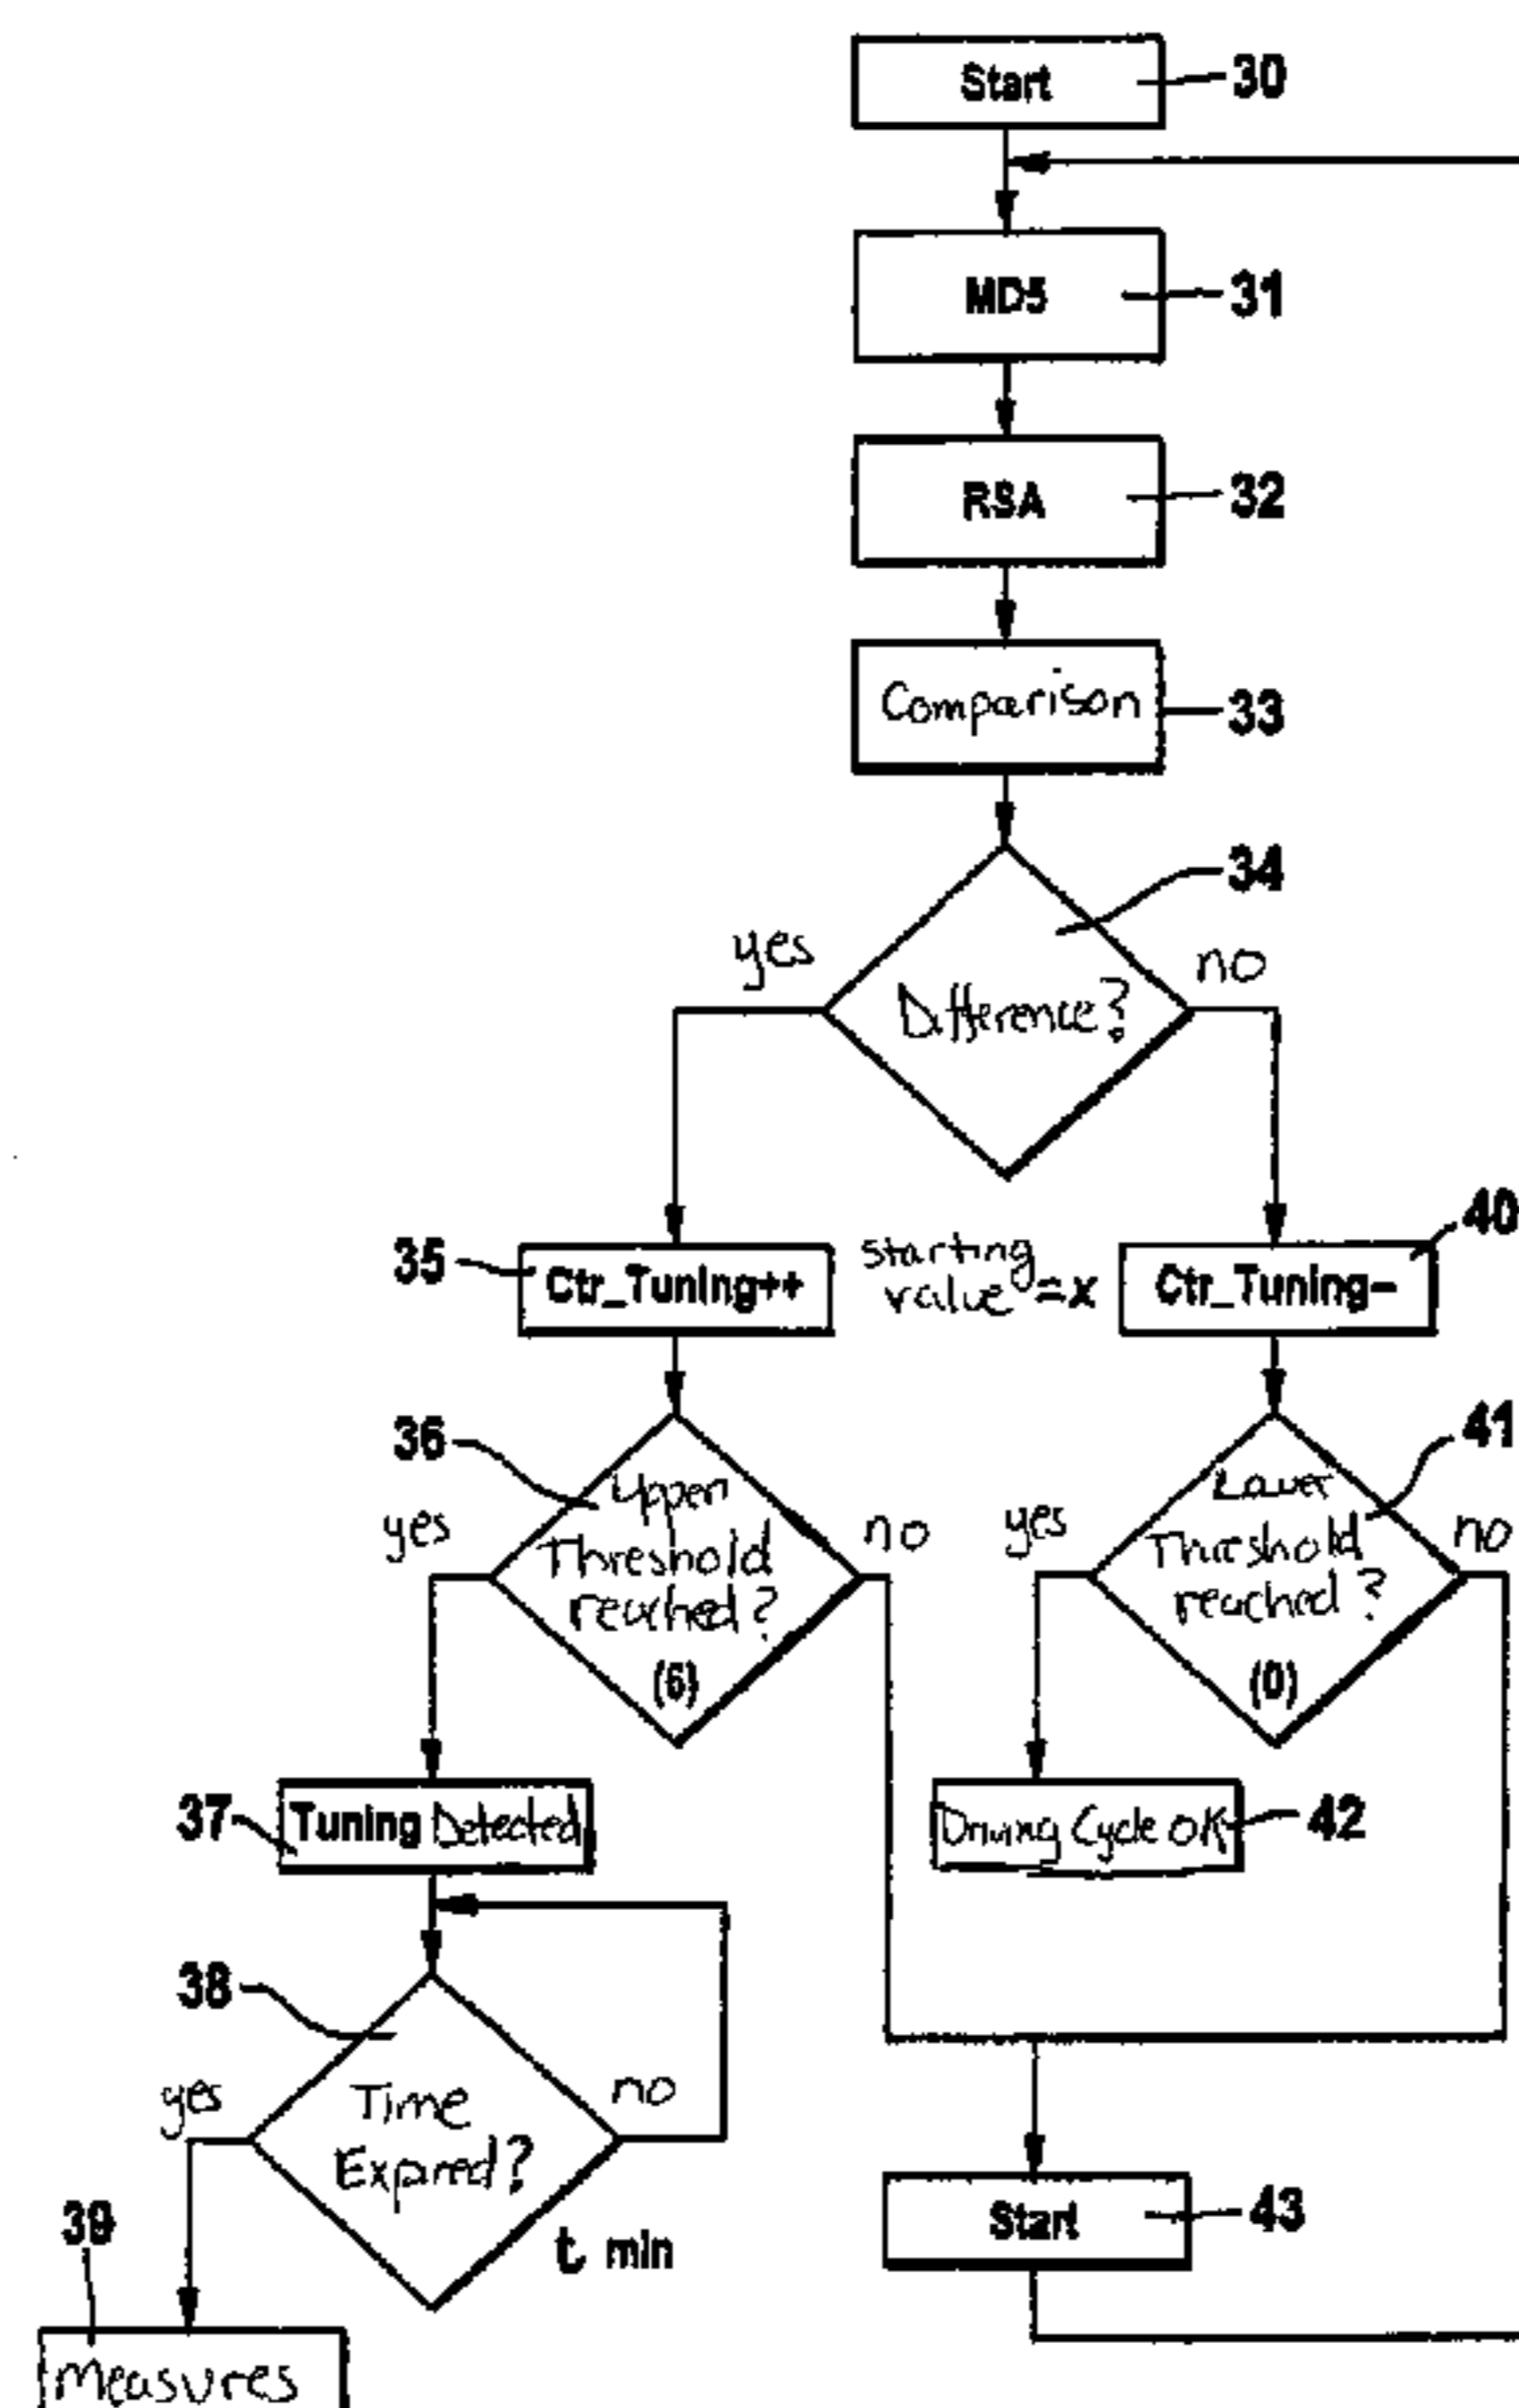 Start
30
MD5
31
RSA
32
Comparison
33
34
yes
no
Difference?
35
Ctr_Tuning++
starting
value = x
Ctr_Tuning-
40
36
Upper
Threshold
reached?
(6)
yes
no
41
Lower
Threshold
reached?
(0)
yes
no
37
Tuning Detected
Driving Cycle OK
42
38
Time
Expired?
yes
no
t min
Start
43
39
Measures